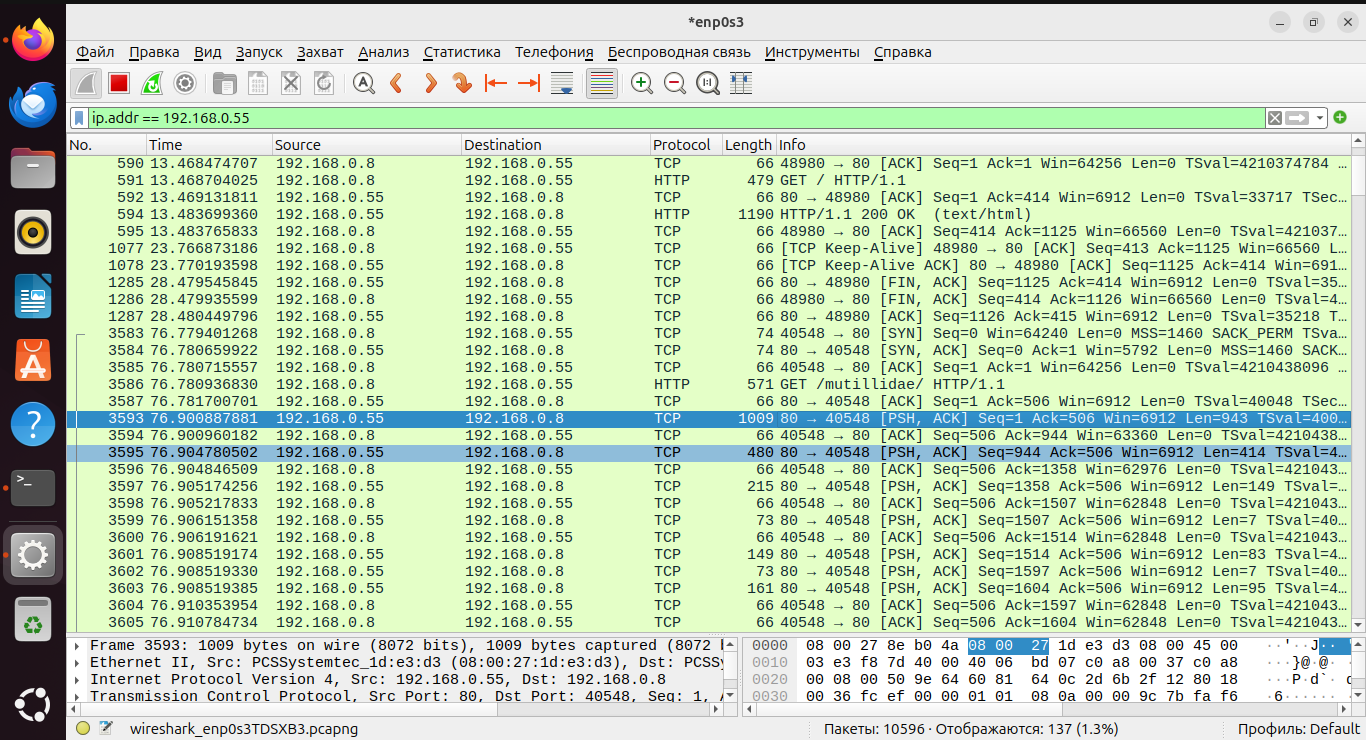 *enp0s3
Файл Правка Вид Запуск Захват Анализ Статистика Телефония Беспроводная связь Инструменты Справка
ip.addr == 192.168.0.55
No. Time Source Destination Protocol Length Info
590 13.468474707 192.168.0.8 192.168.0.55 TCP 66 48980 → 80 [ACK] Seq=1 Ack=1 Win=64256 Len=0 TSval=4210374784 …
591 13.468704025 192.168.0.8 192.168.0.55 HTTP 479 GET / HTTP/1.1
592 13.469131811 192.168.0.55 192.168.0.8 TCP 66 80 → 48980 [ACK] Seq=1 Ack=414 Win=6912 Len=0 TSval=33717 TSec…
594 13.483699360 192.168.0.55 192.168.0.8 HTTP 1190 HTTP/1.1 200 OK (text/html)
595 13.483765833 192.168.0.8 192.168.0.55 TCP 66 48980 → 80 [ACK] Seq=414 Ack=1125 Win=66560 Len=0 TSval=421037…
1077 23.766873186 192.168.0.8 192.168.0.55 TCP 66 [TCP Keep-Alive] 48980 → 80 [ACK] Seq=413 Ack=1125 Win=66560 L…
1078 23.770193598 192.168.0.55 192.168.0.8 TCP 66 [TCP Keep-Alive ACK] 80 → 48980 [ACK] Seq=1125 Ack=414 Win=691…
1285 28.479545845 192.168.0.55 192.168.0.8 TCP 66 80 → 48980 [FIN, ACK] Seq=1125 Ack=414 Win=6912 Len=0 TSval=35…
1286 28.479935599 192.168.0.8 192.168.0.55 TCP 66 48980 → 80 [FIN, ACK] Seq=414 Ack=1126 Win=66560 Len=0 TSval=4…
1287 28.480449796 192.168.0.55 192.168.0.8 TCP 66 80 → 48980 [ACK] Seq=1126 Ack=415 Win=6912 Len=0 TSval=35218 T…
3583 76.779401268 192.168.0.8 192.168.0.55 TCP 74 40548 → 80 [SYN] Seq=0 Win=64240 Len=0 MSS=1460 SACK_PERM TSva…
3584 76.780659922 192.168.0.55 192.168.0.8 TCP 74 80 → 40548 [SYN, ACK] Seq=0 Ack=1 Win=5792 Len=0 MSS=1460 SACK…
3585 76.780715557 192.168.0.8 192.168.0.55 TCP 66 40548 → 80 [ACK] Seq=1 Ack=1 Win=64256 Len=0 TSval=4210438096 …
3586 76.780936830 192.168.0.8 192.168.0.55 HTTP 571 GET /mutillidae/ HTTP/1.1
3587 76.781700781 192.168.0.55 192.168.0.8 TCP 66 80 → 40548 [ACK] Seq=1 Ack=506 Win=6912 Len=0 TSval=40048 TSec…
3593 76.900887881 192.168.0.55 192.168.0.8 TCP 1009 80 → 40548 [PSH, ACK] Seq=1 Ack=506 Win=6912 Len=943 TSval=400…
3594 76.900960182 192.168.0.8 192.168.0.55 TCP 66 40548 → 80 [ACK] Seq=506 Ack=944 Win=63360 Len=0 TSval=4210438…
3595 76.904780502 192.168.0.55 192.168.0.8 TCP 480 80 → 40548 [PSH, ACK] Seq=944 Ack=506 Win=6912 Len=414 TSval=4…
3596 76.904846509 192.168.0.8 192.168.0.55 TCP 66 40548 → 80 [ACK] Seq=506 Ack=1358 Win=62976 Len=0 TSval=421043…
3597 76.905174256 192.168.0.55 192.168.0.8 TCP 215 80 → 40548 [PSH, ACK] Seq=1358 Ack=506 Win=6912 Len=149 TSval=…
3598 76.905217833 192.168.0.8 192.168.0.55 TCP 66 40548 → 80 [ACK] Seq=506 Ack=1507 Win=62848 Len=0 TSval=421043…
3599 76.906151358 192.168.0.55 192.168.0.8 TCP 73 80 → 40548 [PSH, ACK] Seq=1507 Ack=506 Win=6912 Len=7 TSval=40…
3600 76.906191621 192.168.0.8 192.168.0.55 TCP 66 40548 → 80 [ACK] Seq=506 Ack=1514 Win=62848 Len=0 TSval=421043…
3601 76.908519174 192.168.0.55 192.168.0.8 TCP 149 80 → 40548 [PSH, ACK] Seq=1514 Ack=506 Win=6912 Len=83 TSval=4…
3602 76.908519330 192.168.0.55 192.168.0.8 TCP 73 80 → 40548 [PSH, ACK] Seq=1597 Ack=506 Win=6912 Len=7 TSval=40…
3603 76.908519385 192.168.0.55 192.168.0.8 TCP 161 80 → 40548 [PSH, ACK] Seq=1604 Ack=506 Win=6912 Len=95 TSval=4…
3604 76.910353954 192.168.0.8 192.168.0.55 TCP 66 40548 → 80 [ACK] Seq=506 Ack=1597 Win=62848 Len=0 TSval=421043…
3605 76.910784734 192.168.0.8 192.168.0.55 TCP 66 40548 → 80 [ACK] Seq=506 Ack=1604 Win=62848 Len=0 TSval=421043…
Frame 3593: 1009 bytes on wire (8072 bits), 1009 bytes captured (8072 b
Ethernet II, Src: PCSSystemtec_1d:e3:d3 (08:00:27:1d:e3:d3), Dst: PCSSy
Internet Protocol Version 4, Src: 192.168.0.55, Dst: 192.168.0.8
Transmission Control Protocol, Src Port: 80, Dst Port: 40548, Seq: 1, A
0000 08 00 27 8e b0 4a 08 00 27 1d e3 d3 08 00 45 00 ··'··J··
0010 03 e3 f8 7d 40 00 40 06 bd 07 c0 a8 00 37 c0 a8 ···}@·@·
0020 00 08 00 50 9e 64 60 81 64 0c 2d 6b 2f 12 80 18 ···P·d`· d
0030 00 36 fc ef 00 00 01 01 08 0a 00 00 9c 7b fa f6 ·6······
wireshark_enp0s3TDSXB3.pcapng
Пакеты: 10596 · Отображаются: 137 (1.3%)
Профиль: Default